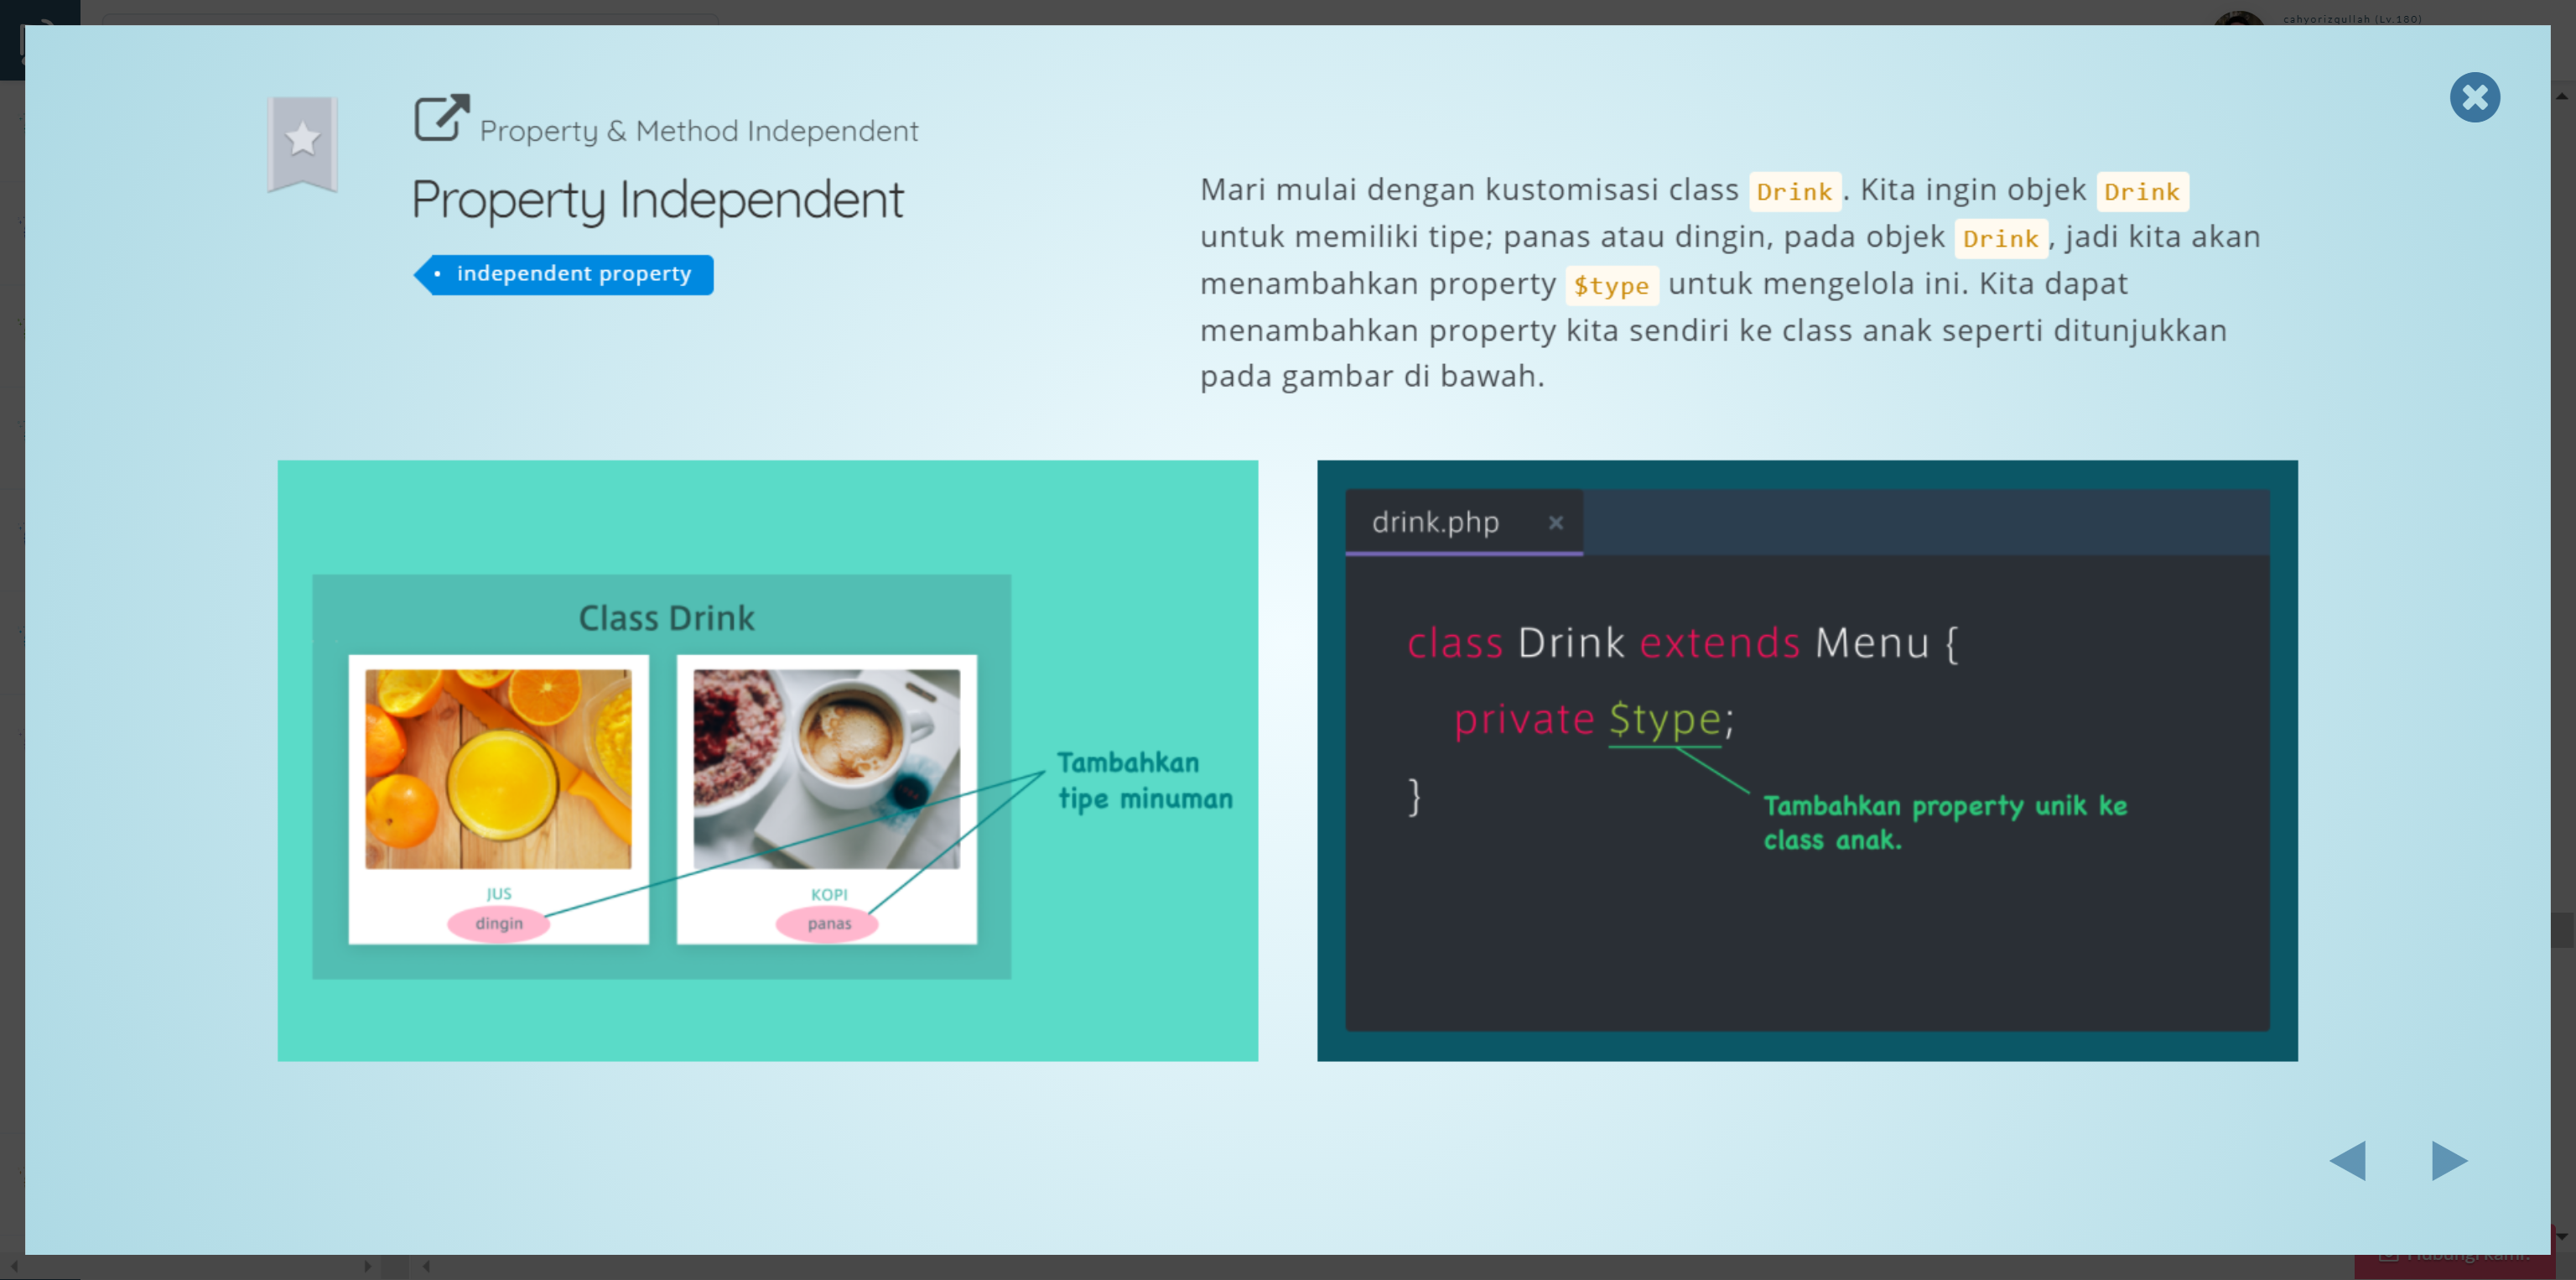 cahyorizqullah (Lv.180)
Property & Method Independent
Property Independent
• independent property
Mari mulai dengan kustomisasi class Drink. Kita ingin objek Drink
untuk memiliki tipe; panas atau dingin, pada objek Drink, jadi kita akan
menambahkan property $type untuk mengelola ini. Kita dapat
menambahkan property kita sendiri ke class anak seperti ditunjukkan
pada gambar di bawah.
Class Drink
JUS
dingin
KOPI
panas
Tambahkan
tipe minuman
drink.php ×
class Drink extends Menu {
private $type;
}
Tambahkan property unik ke
class anak.
Hubungi kami.